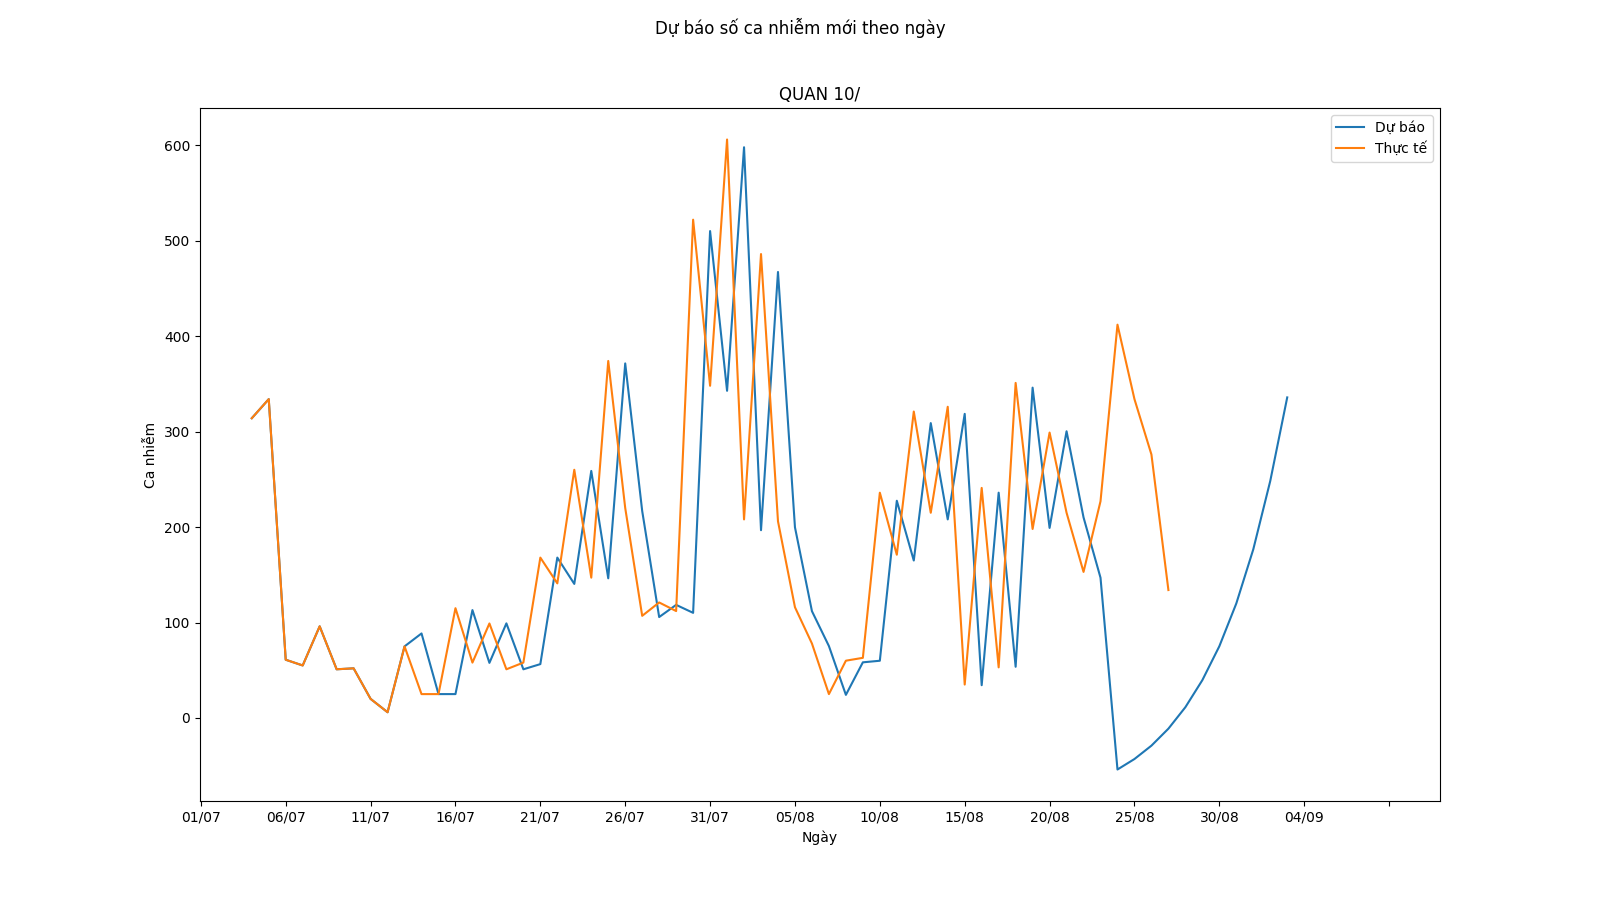 Dự báo số ca nhiễm mới theo ngày
QUAN 10/
Dự báo
Thực tế
600
500
400
300
200
100
0
Ca nhiễm
01/07 06/07 11/07 16/07 21/07 26/07 31/07 05/08 10/08 15/08 20/08 25/08 30/08 04/09
Ngày